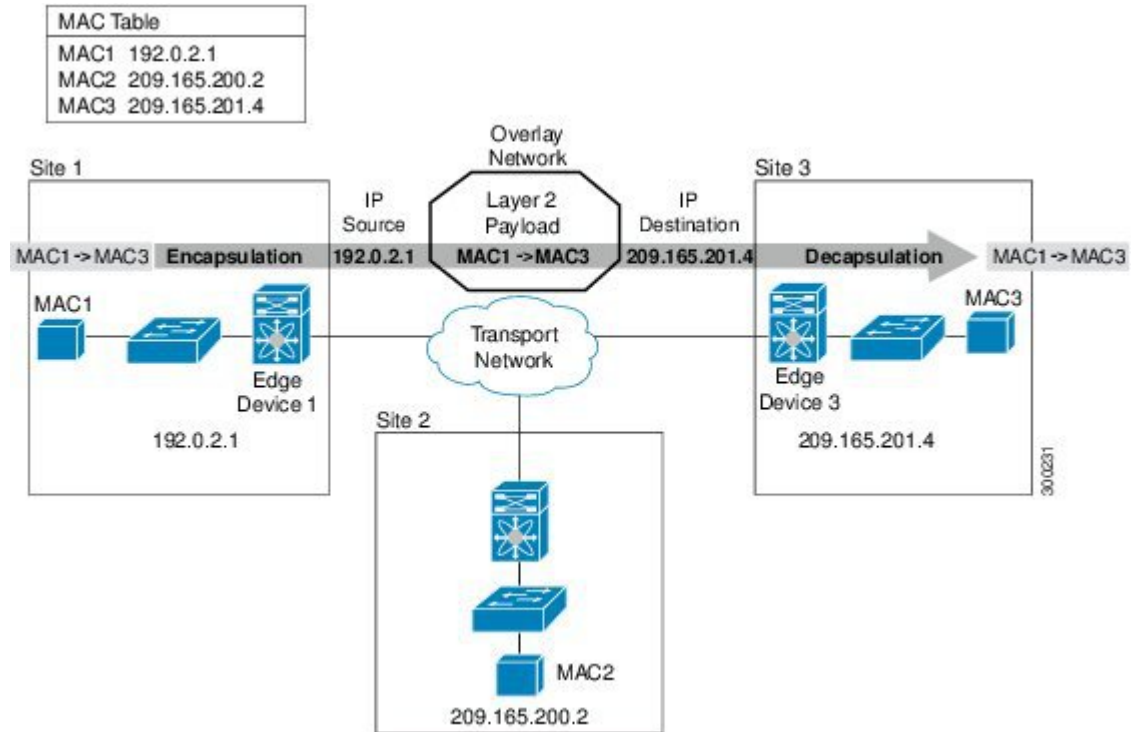 MAC Table
MAC1 192.0.2.1
MAC2 209.165.200.2
MAC3 209.165.201.4
Overlay
Network
Site 1
Site 3
IP
Source
Layer 2
Payload
IP
Destination
MAC1 ->MAC3 Encapsulation 192.0.2.1 MAC1 ->MAC3 209.165.201.4 Decapsulation MAC1 ->MAC3
MAC1
MAC3
Transport
Network
Edge
Device 1
Edge
Device 3
192.0.2.1
209.165.201.4
300231
Site 2
MAC2
209.165.200.2